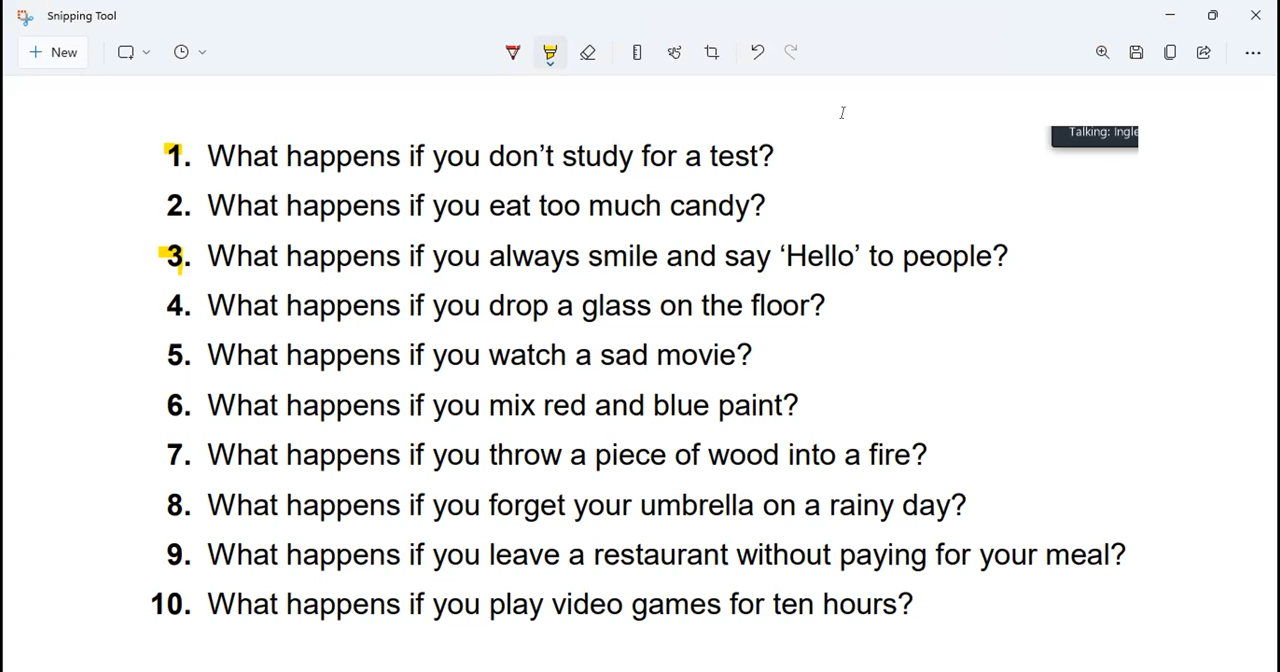 Snipping Tool
New
Talking: Ingle
1. What happens if you don't study for a test?
2. What happens if you eat too much candy?
3. What happens if you always smile and say ‘Hello’ to people?
4. What happens if you drop a glass on the floor?
5. What happens if you watch a sad movie?
6. What happens if you mix red and blue paint?
7. What happens if you throw a piece of wood into a fire?
8. What happens if you forget your umbrella on a rainy day?
9. What happens if you leave a restaurant without paying for your meal?
10. What happens if you play video games for ten hours?